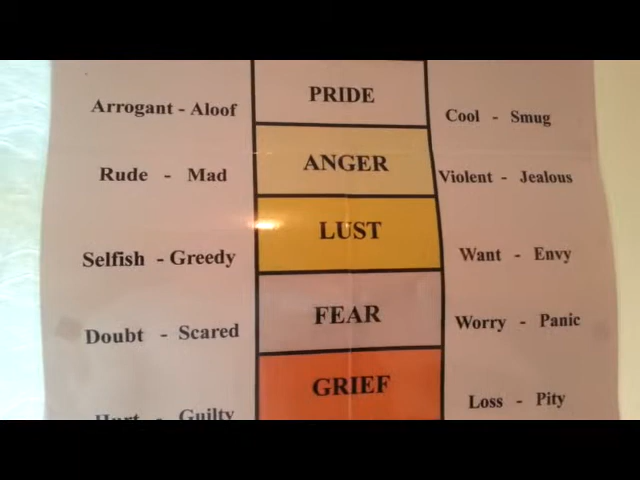 Arrogant - Aloof PRIDE Cool - Smug
Rude - Mad ANGER Violent - Jealous
Selfish - Greedy LUST Want - Envy
Doubt - Scared FEAR Worry - Panic
Hurt - Guilty GRIEF Loss - Pity